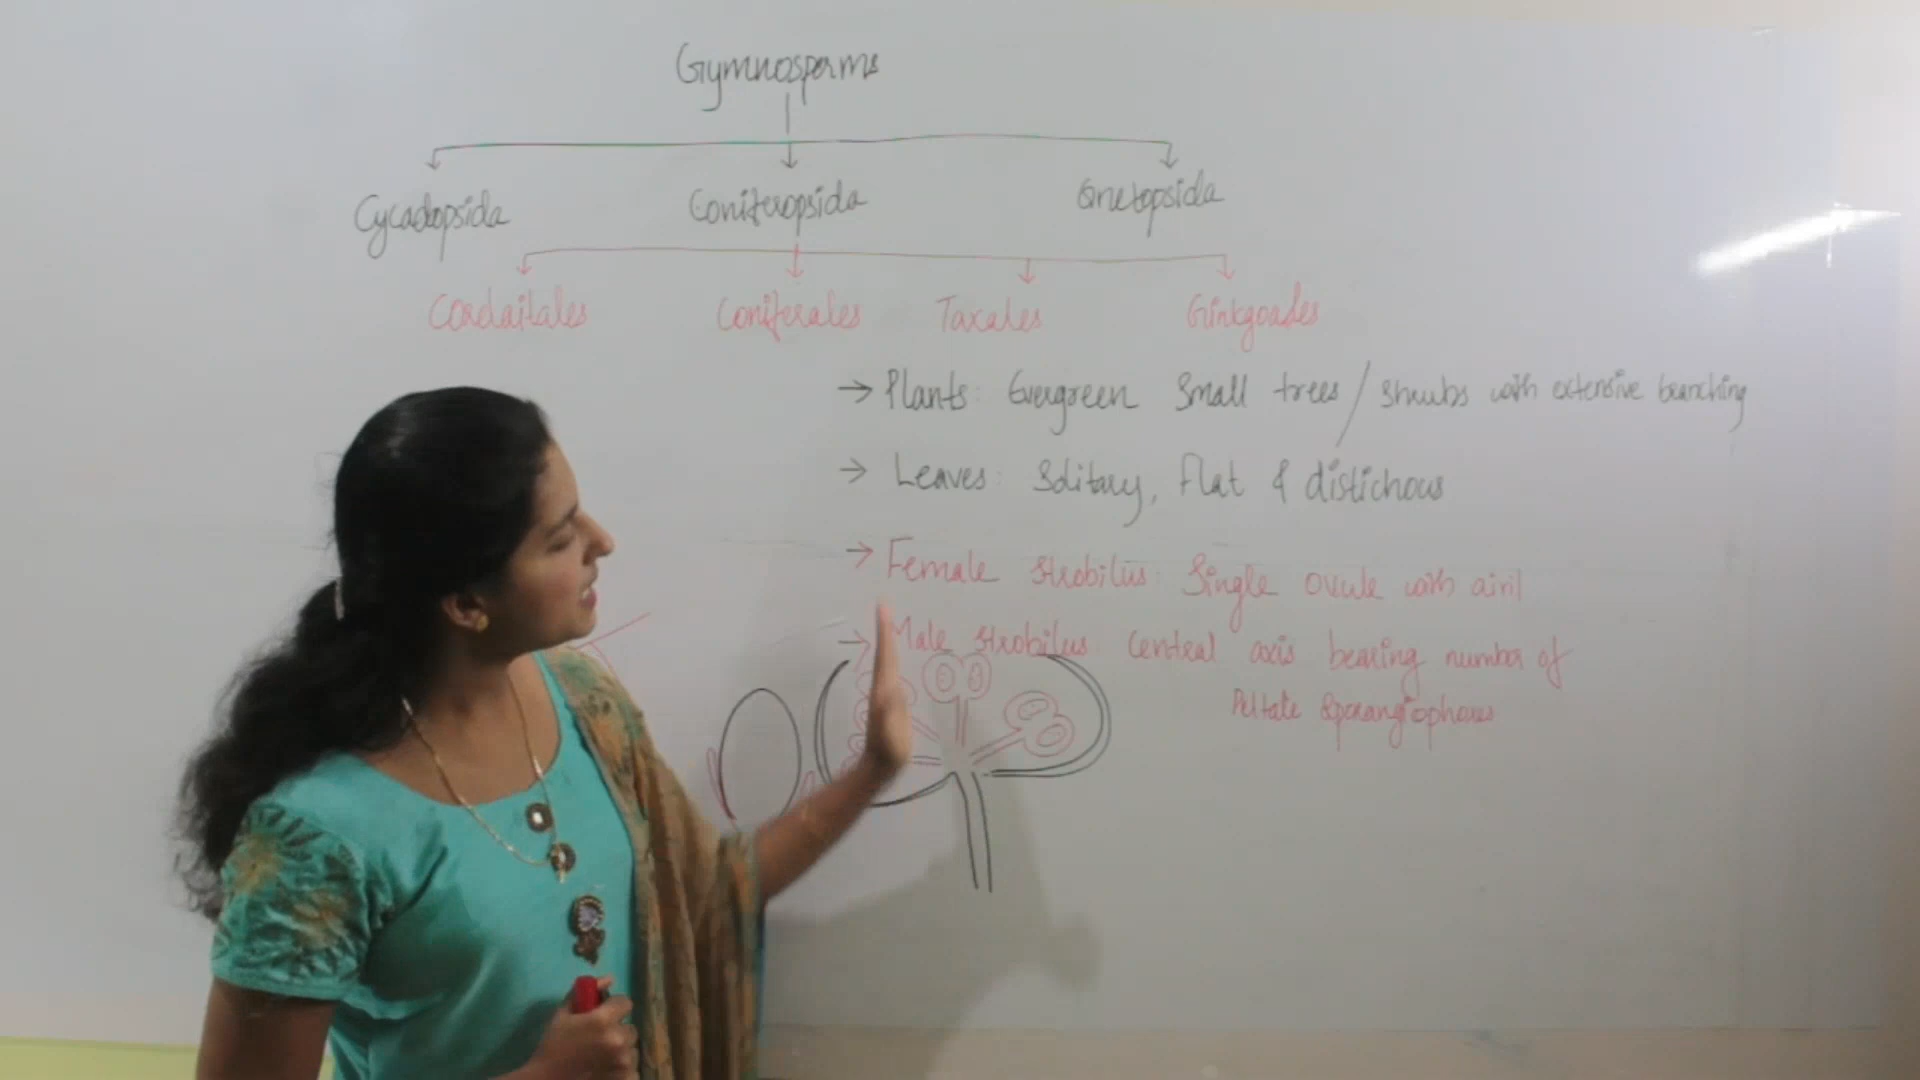 Gymnosperms
Cycadopsida Coniferopsida Gnetopsida
Cordaitales Coniferales Taxales Ginkgoales
→ Plants: Evergreen Small trees / Shrubs with extensive branching
→ Leaves: Solitary, flat & distichous
→ Female strobilus: Single ovule with airil
→ Male strobilus central axis bearing number of
Peltate Sporangiophores